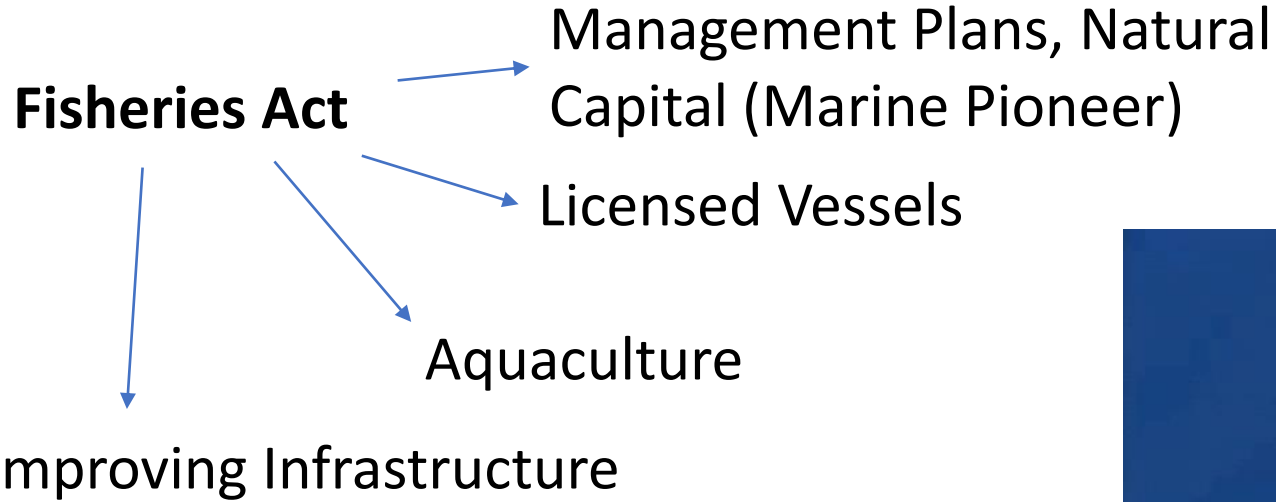 Management Plans, Natural
Fisheries Act
Capital (Marine Pioneer)
Licensed Vessels
Aquaculture
mproving Infrastructure